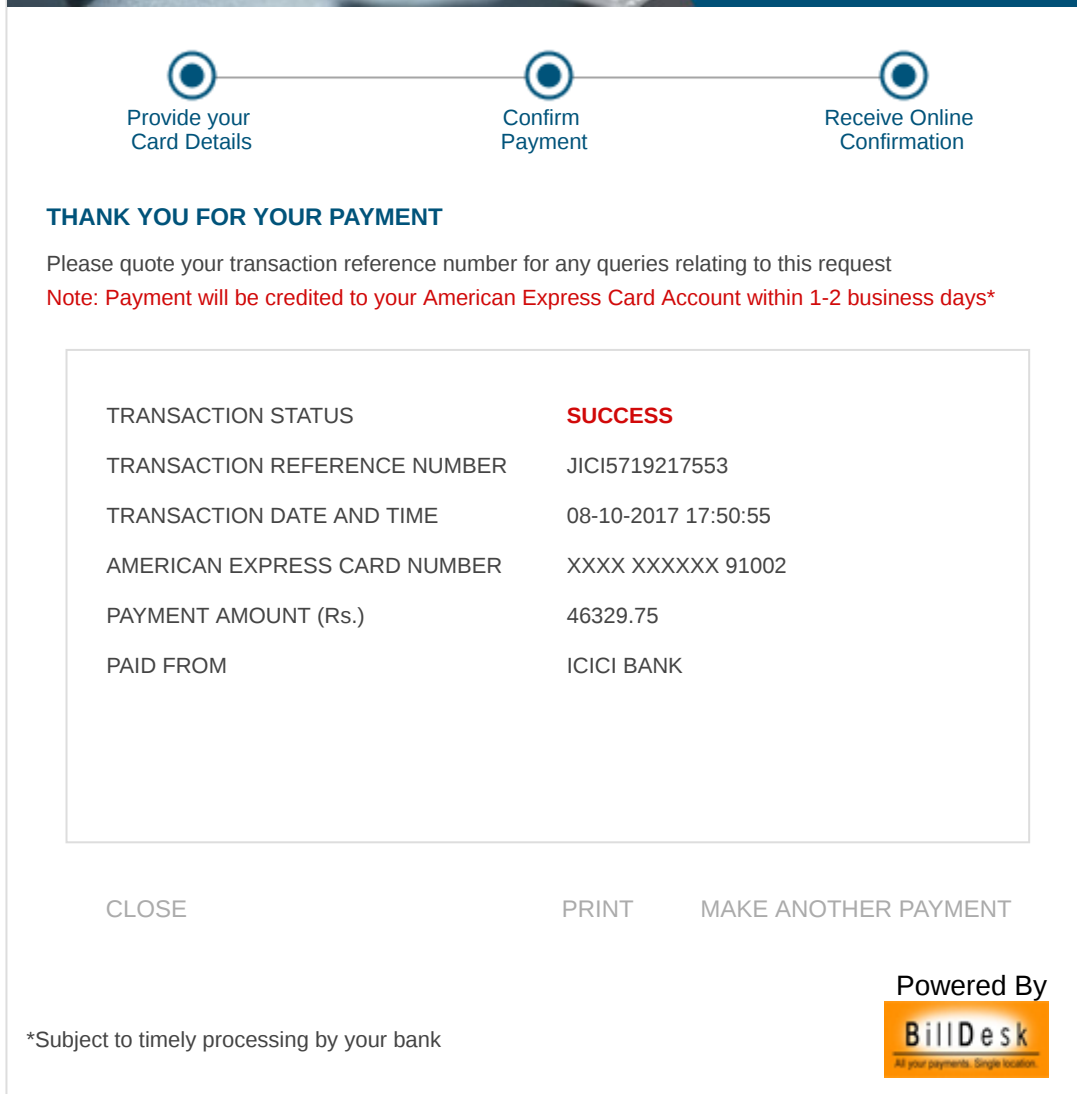 Provide your
Card Details
Confirm
Payment
Receive Online
Confirmation
THANK YOU FOR YOUR PAYMENT
Please quote your transaction reference number for any queries relating to this request
Note: Payment will be credited to your American Express Card Account within 1-2 business days*
TRANSACTION STATUS SUCCESS
TRANSACTION REFERENCE NUMBER JICI5719217553
TRANSACTION DATE AND TIME 08-10-2017 17:50:55
AMERICAN EXPRESS CARD NUMBER XXXX XXXXXX 91002
PAYMENT AMOUNT (Rs.) 46329.75
PAID FROM ICICI BANK
CLOSE PRINT MAKE ANOTHER PAYMENT
Powered By
BillDesk
All your payments. Single location.
*Subject to timely processing by your bank